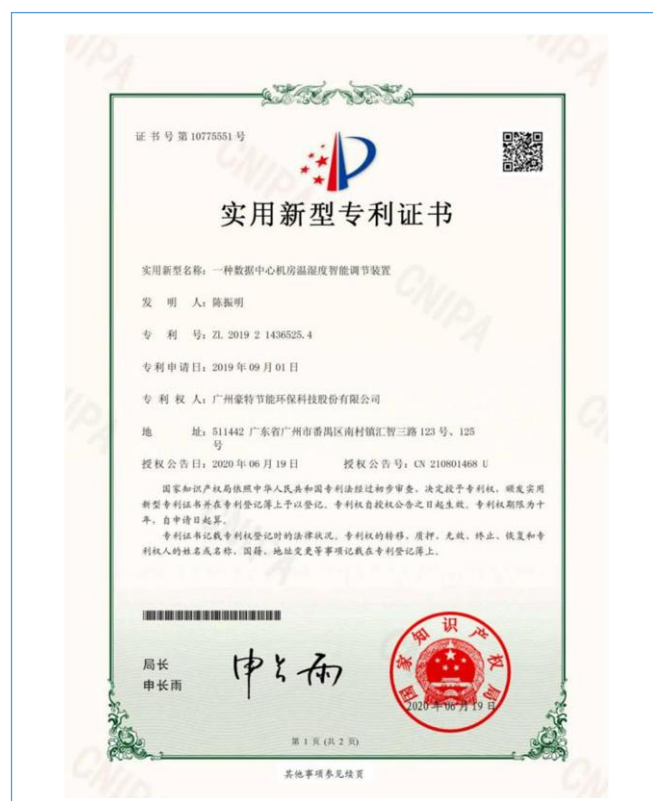 证书号第10775551号
实用新型专利证书
实用新型名称：一种数据中心机房温湿度智能调节装置
发 明 人：陈振明
专 利 号：ZL 2019 2 1436525.4
专利申请日：2019年09月01日
专 利 权 人：广州豪特节能环保科技股份有限公司
地 址：511442 广东省广州市番禺区南村镇汇智三路123号、125
号
授权公告日：2020年06月19日 授权公告号：CN 210801468 U
国家知识产权局依照中华人民共和国专利法经过初步审查，决定授予专利权，颁发实用
新型专利证书并在专利登记簿上予以登记。专利权自授权公告之日起生效。专利权期限为十
年，自申请日起算。
专利证书记载专利权登记时的法律状况。专利权的转移、质押、无效、终止、恢复和专
利权人的姓名或名称、国籍、地址变更等事项记载在专利登记簿上。
局长
申长雨
申长雨
国家知识产权局
2020年06月19日
第 1 页 (共 2 页)
其他事项参见续页
CNIPA
CNIPA
CNIPA
CNIPA